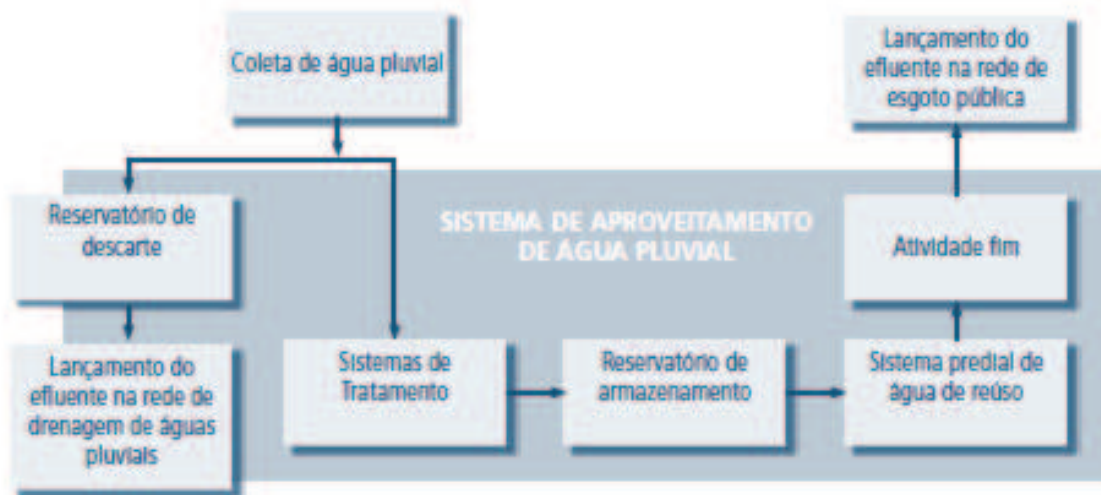 Coleta de água pluvial
Lançamento do
efluente na rede de
esgoto pública
Reservatório de
descarte
SISTEMA DE APROVEITAMENTO
DE ÁGUA PLUVIAL
Atividade fim
Lançamento do
efluente na rede de
drenagem de águas
pluviais
Sistemas de
Tratamento
Reservatório de
armazenamento
Sistema predial de
água de reúso